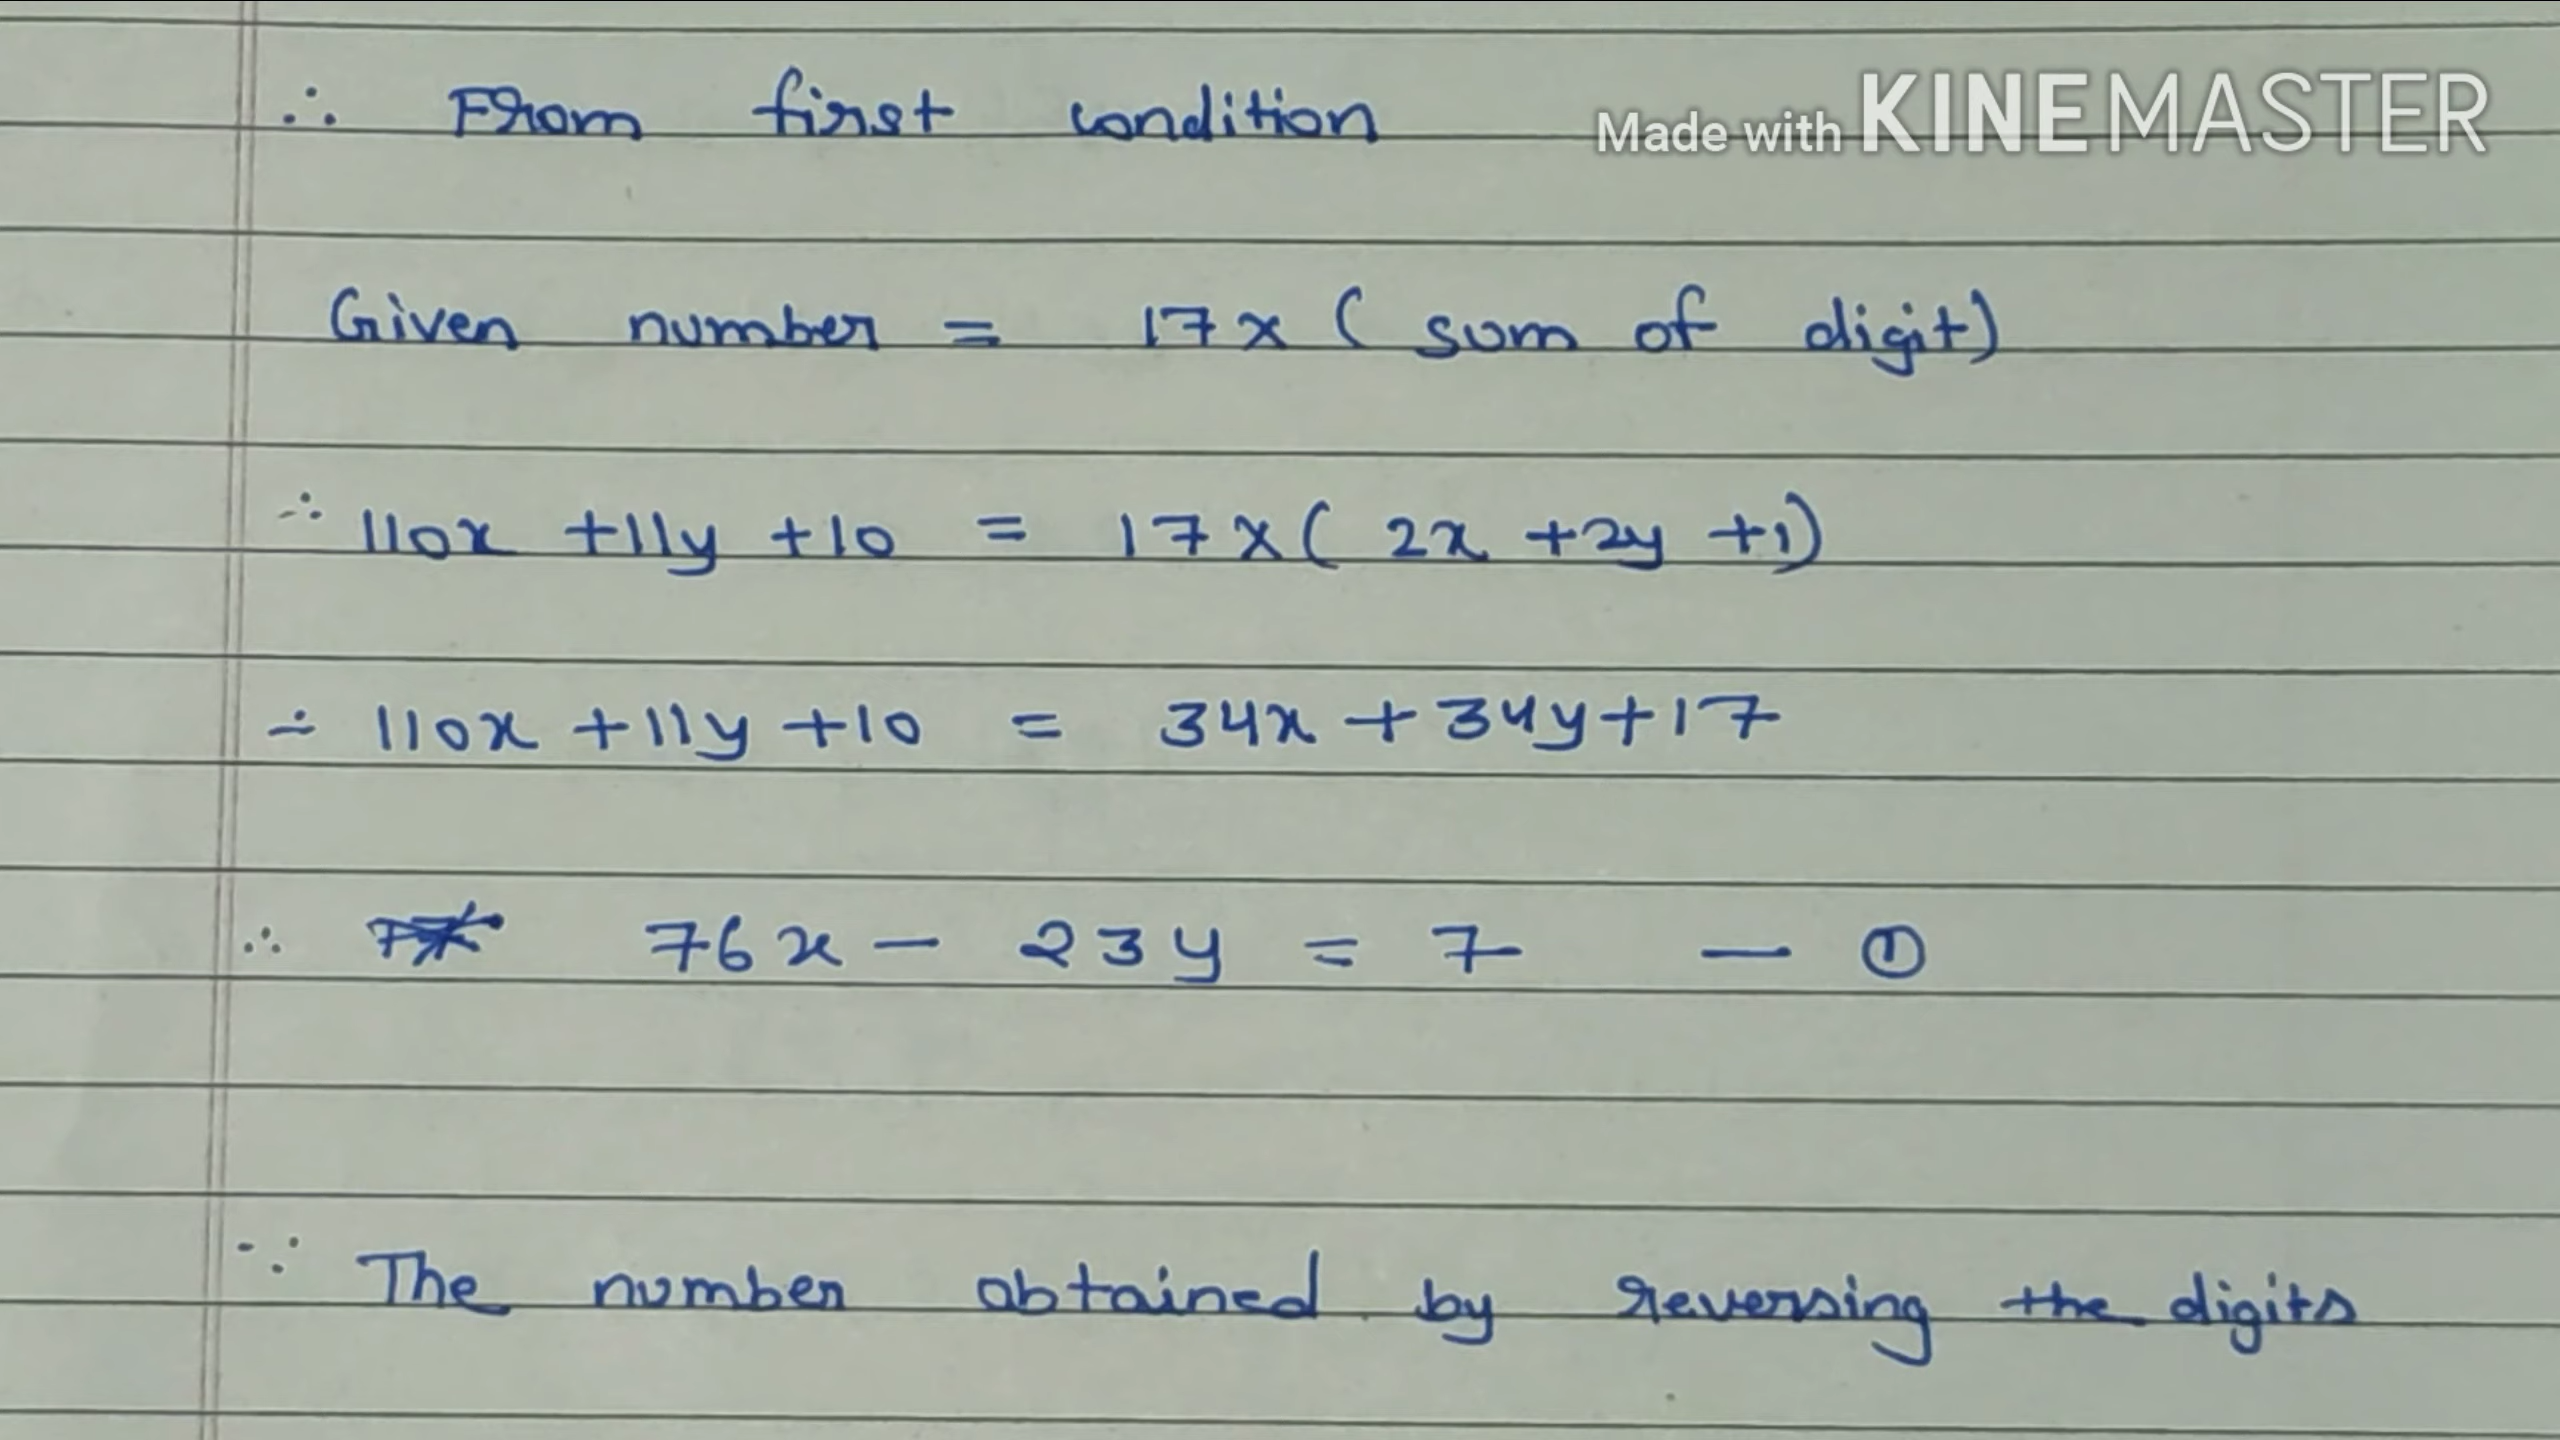 ∴ From first condition
Made with KINEMASTER
Given number = 17 x ( sum of digit)
∴ 110x + 11y + 10 = 17 x ( 2x + 2y + 1)
∴ 110x + 11y + 10 = 34x + 34y + 17
∴ 76x - 23y = 7 - ①
∵ The number obtained by reversing the digits